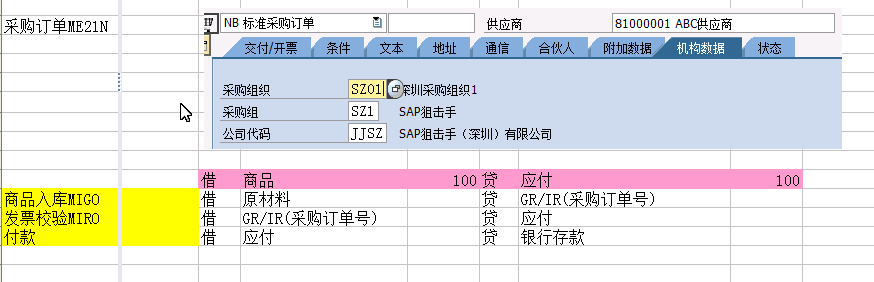 采购订单ME21N
NB 标准采购订单 供应商 81000001 ABC供应商
交付/开票 条件 文本 地址 通信 合伙人 附加数据 机构数据 状态
采购组织 SZ01 深圳采购组织1
采购组 SZ1 SAP狙击手
公司代码 JJSZ SAP狙击手（深圳）有限公司
借 商品 100 贷 应付 100
商品入库MIGO 借 原材料 贷 GR/IR(采购订单号)
发票校验MIRO 借 GR/IR(采购订单号) 贷 应付
付款 借 应付 贷 银行存款